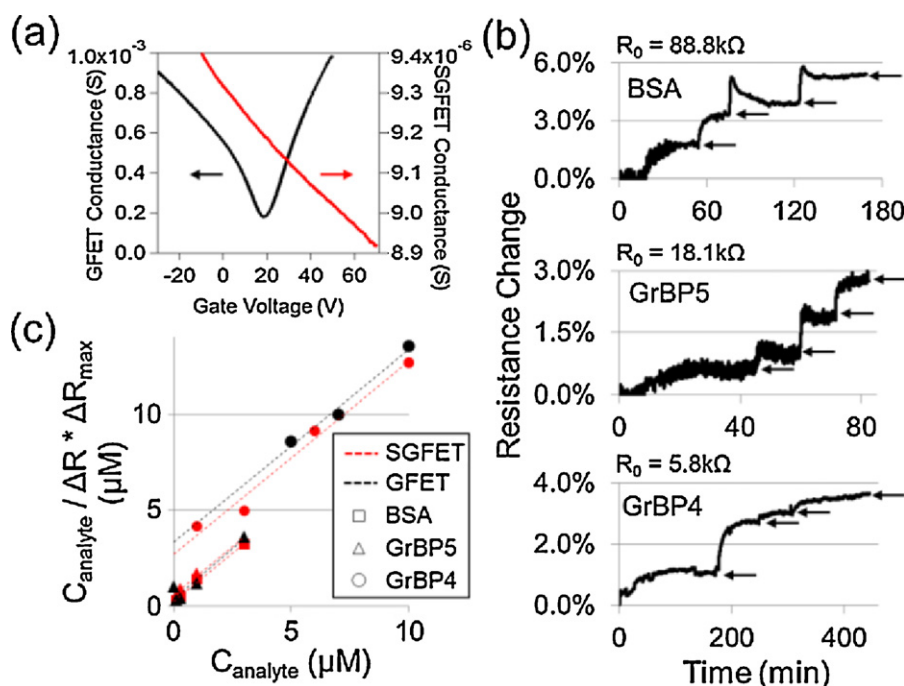 (a)
1.0x10⁻³
0.8
0.6
0.4
0.2
0.0
GFET Conductance (S)
9.4x10⁻⁶
9.3
9.2
9.1
9.0
8.9
SGFET Conductance (S)
-20 0 20 40 60
Gate Voltage (V)
(b)
R₀ = 88.8kΩ
6.0%
BSA
3.0%
0.0%
0 60 120 180
R₀ = 18.1kΩ
3.0%
GrBP5
1.5%
0.0%
0 40 80
R₀ = 5.8kΩ
4.0%
GrBP4
2.0%
0.0%
0 200 400
Resistance Change
Time (min)
(c)
C_analyte / ΔR * ΔR_max
(μM)
10
5
0
SGFET
GFET
BSA
GrBP5
GrBP4
0 5 10
C_analyte (μM)